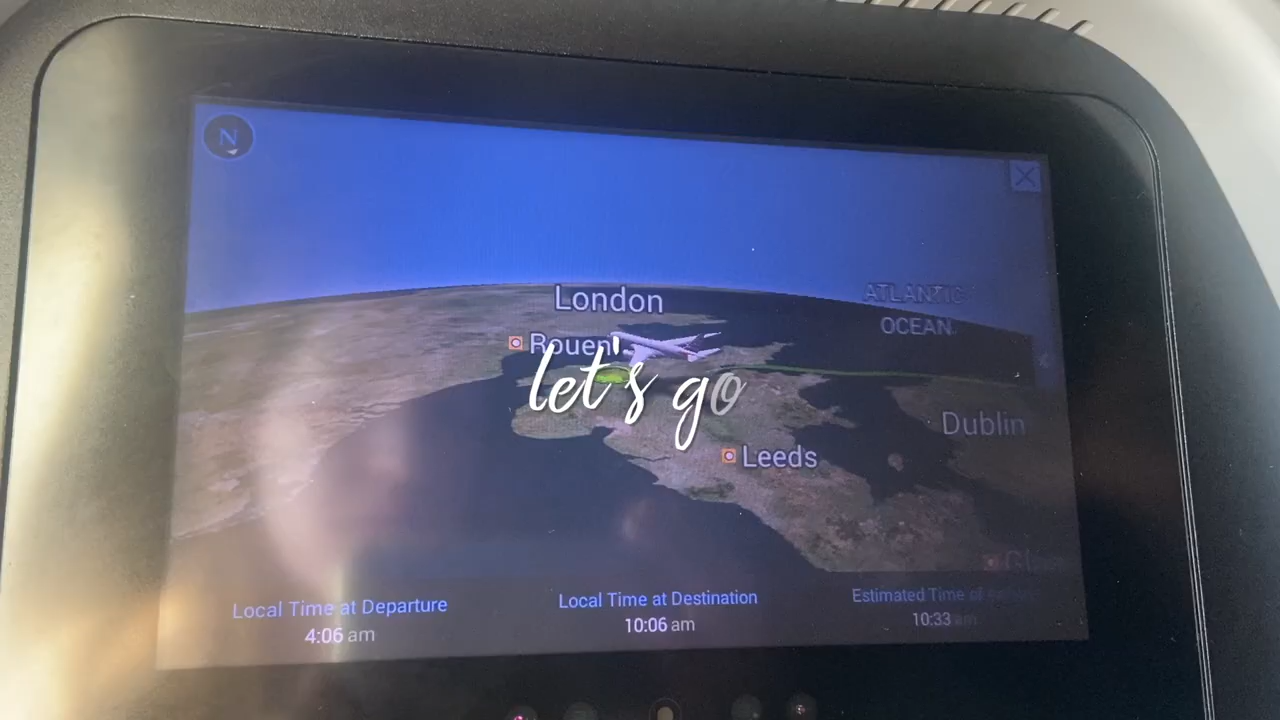 N
London
ATLANTIC
OCEAN
Rouen
let's go
Dublin
Leeds
Local Time at Departure
4:06 am
Local Time at Destination
10:06 am
Estimated Time of
10:33 am